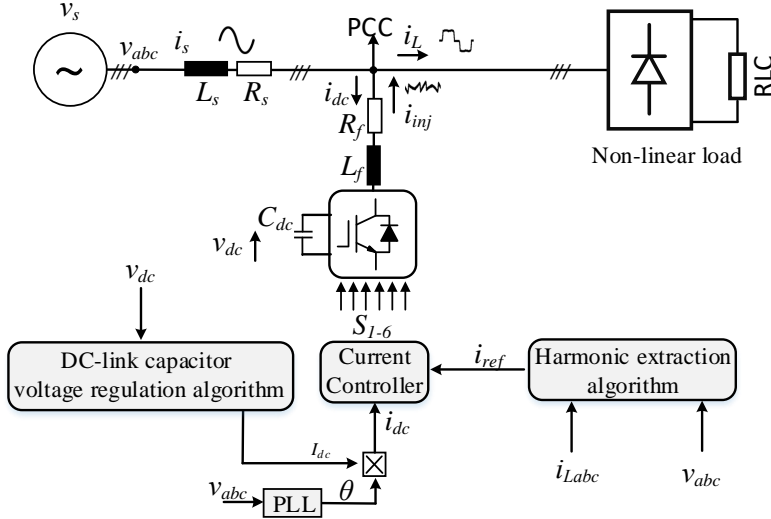 v_s
v_abc
i_s
PCC
i_L
L_s
R_s
i_dc
R_f
i_inj
RLC
L_f
Non-linear load
C_dc
v_dc
v_dc
S_1-6
DC-link capacitor
voltage regulation algorithm
Current
Controller
i_ref
Harmonic extraction
algorithm
i_dc
I_dc
i_Labc
v_abc
v_abc
PLL
θ